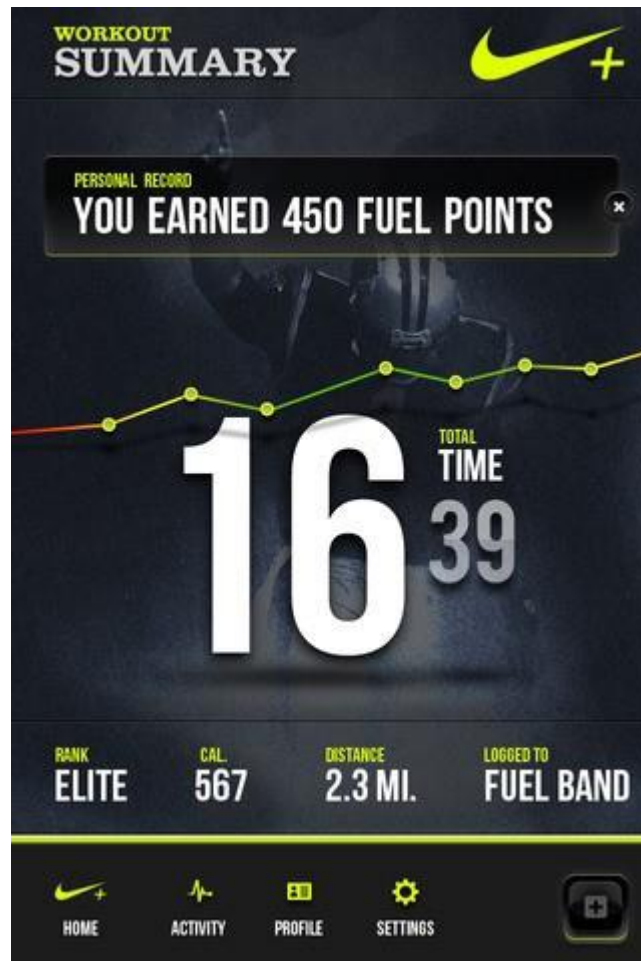 WORKOUT
SUMMARY
+
PERSONAL RECORD
YOU EARNED 450 FUEL POINTS
16
TOTAL
TIME
39
RANK
ELITE
CAL.
567
DISTANCE
2.3 MI.
LOGGED TO
FUEL BAND
HOME
ACTIVITY
PROFILE
SETTINGS